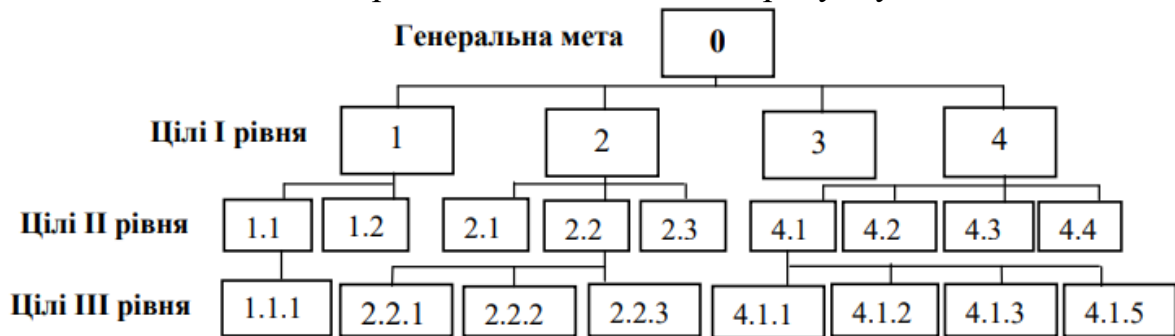 Генеральна мета 0
Цілі І рівня 1 2 3 4
Цілі ІІ рівня 1.1 1.2 2.1 2.2 2.3 4.1 4.2 4.3 4.4
Цілі ІІІ рівня 1.1.1 2.2.1 2.2.2 2.2.3 4.1.1 4.1.2 4.1.3 4.1.5